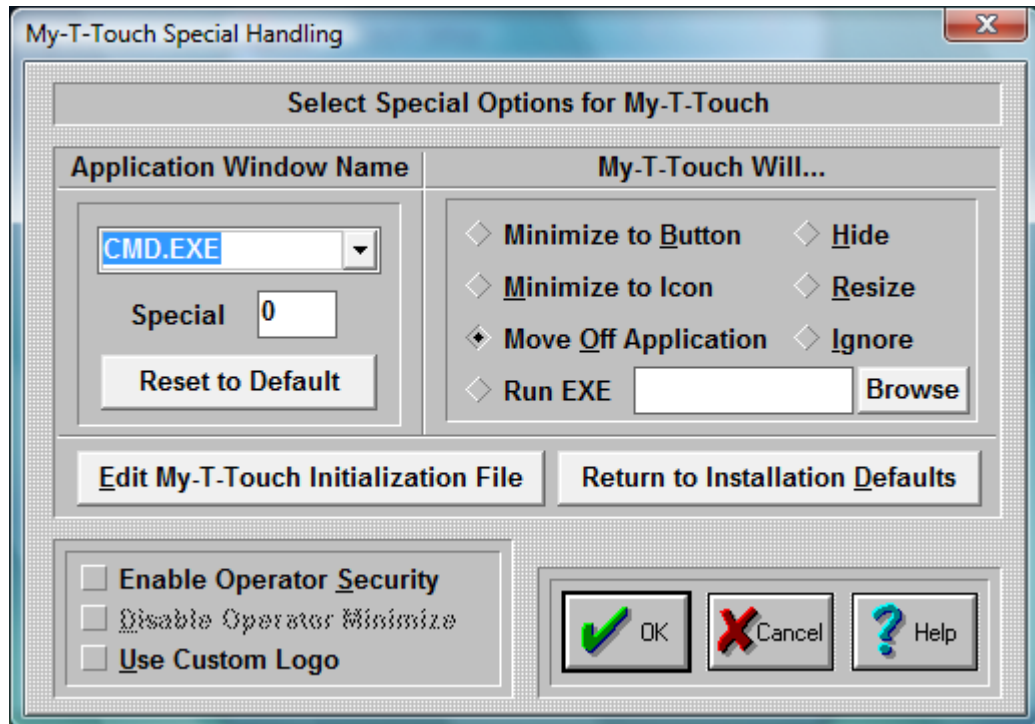 My-T-Touch Special Handling
X
Select Special Options for My-T-Touch
Application Window Name
My-T-Touch Will...
CMD.EXE
Special 0
Reset to Default
Minimize to Button Hide
Minimize to Icon Resize
Move Off Application Ignore
Run EXE Browse
Edit My-T-Touch Initialization File
Return to Installation Defaults
Enable Operator Security
Disable Operator Minimize
Use Custom Logo
OK Cancel Help